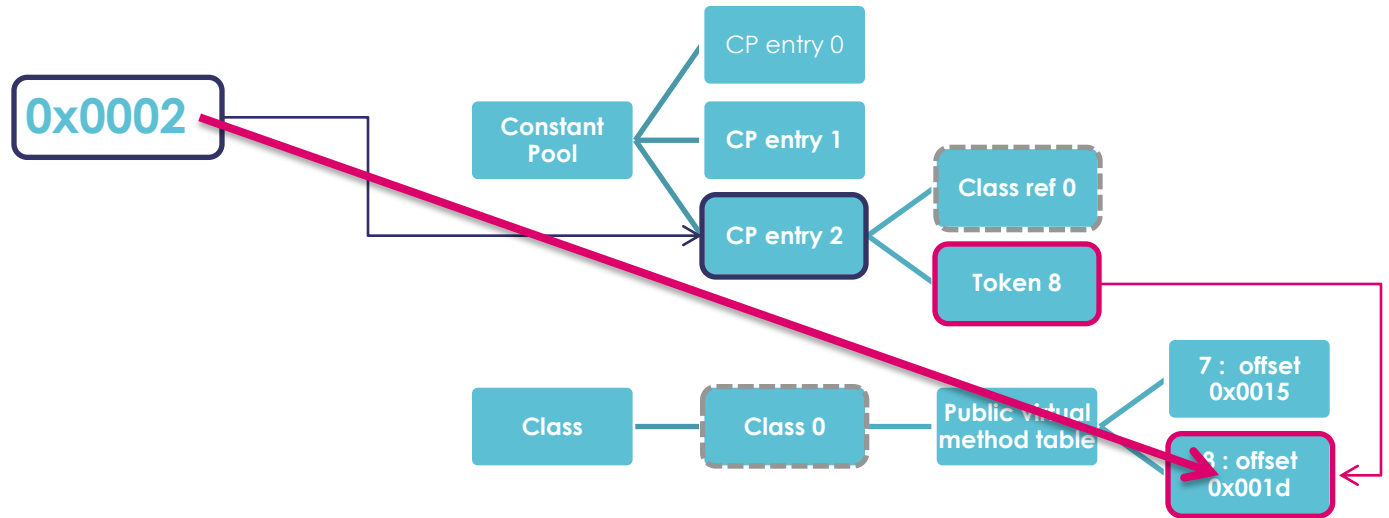 CP entry 0
0x0002
Constant
Pool
CP entry 1
Class ref 0
CP entry 2
Token 8
7 : offset
0x0015
Class
Class 0
Public virtual
method table
8 : offset
0x001d